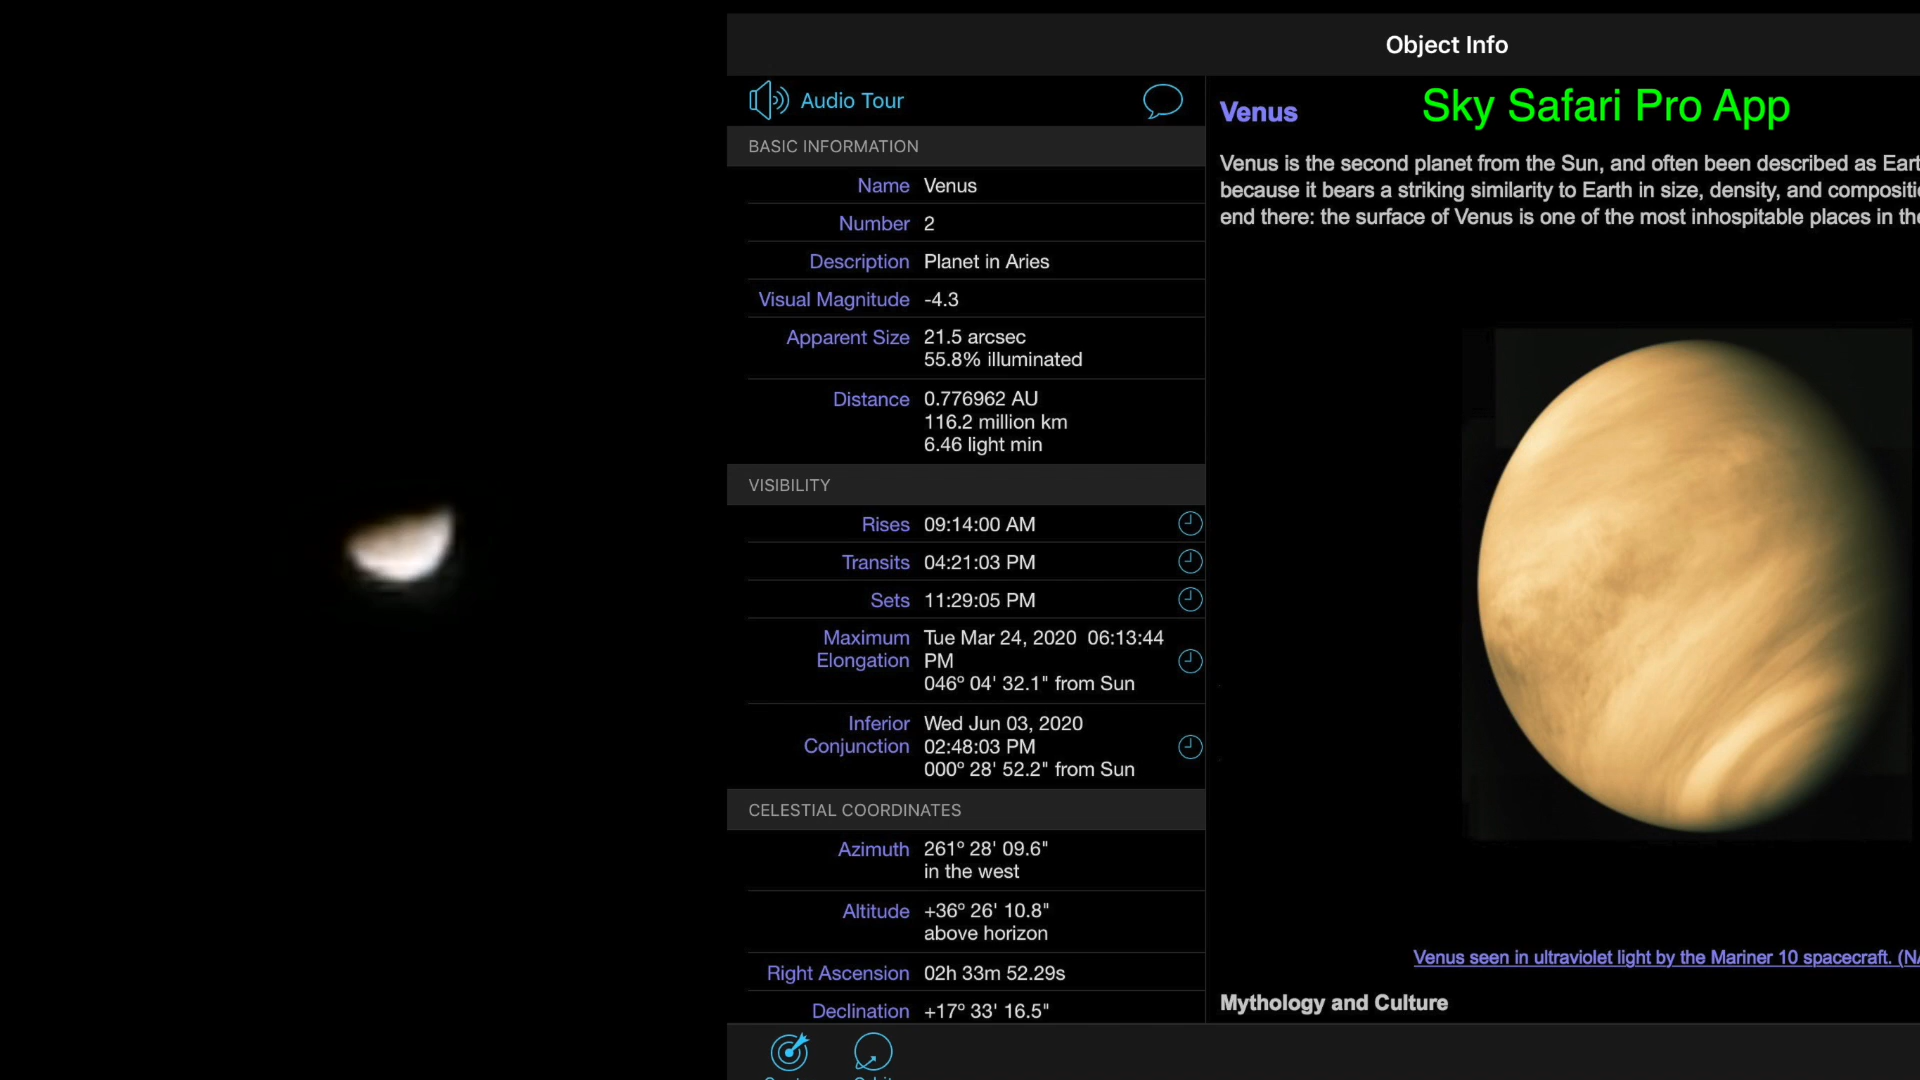 Object Info
Audio Tour
BASIC INFORMATION
Name Venus
Number 2
Description Planet in Aries
Visual Magnitude -4.3
Apparent Size 21.5 arcsec
55.8% illuminated
Distance 0.776962 AU
116.2 million km
6.46 light min
VISIBILITY
Rises 09:14:00 AM
Transits 04:21:03 PM
Sets 11:29:05 PM
Maximum Elongation Tue Mar 24, 2020 06:13:44
PM
046º 04' 32.1" from Sun
Inferior Conjunction Wed Jun 03, 2020
02:48:03 PM
000º 28' 52.2" from Sun
CELESTIAL COORDINATES
Azimuth 261º 28' 09.6"
in the west
Altitude +36º 26' 10.8"
above horizon
Right Ascension 02h 33m 52.29s
Declination +17º 33' 16.5"
Venus
Sky Safari Pro App
Venus is the second planet from the Sun, and often been described as
because it bears a striking similarity to Earth in size, density, and
end there: the surface of Venus is one of the most inhospitable places in
Venus seen in ultraviolet light by the Mariner 10 spacecraft.
Mythology and Culture